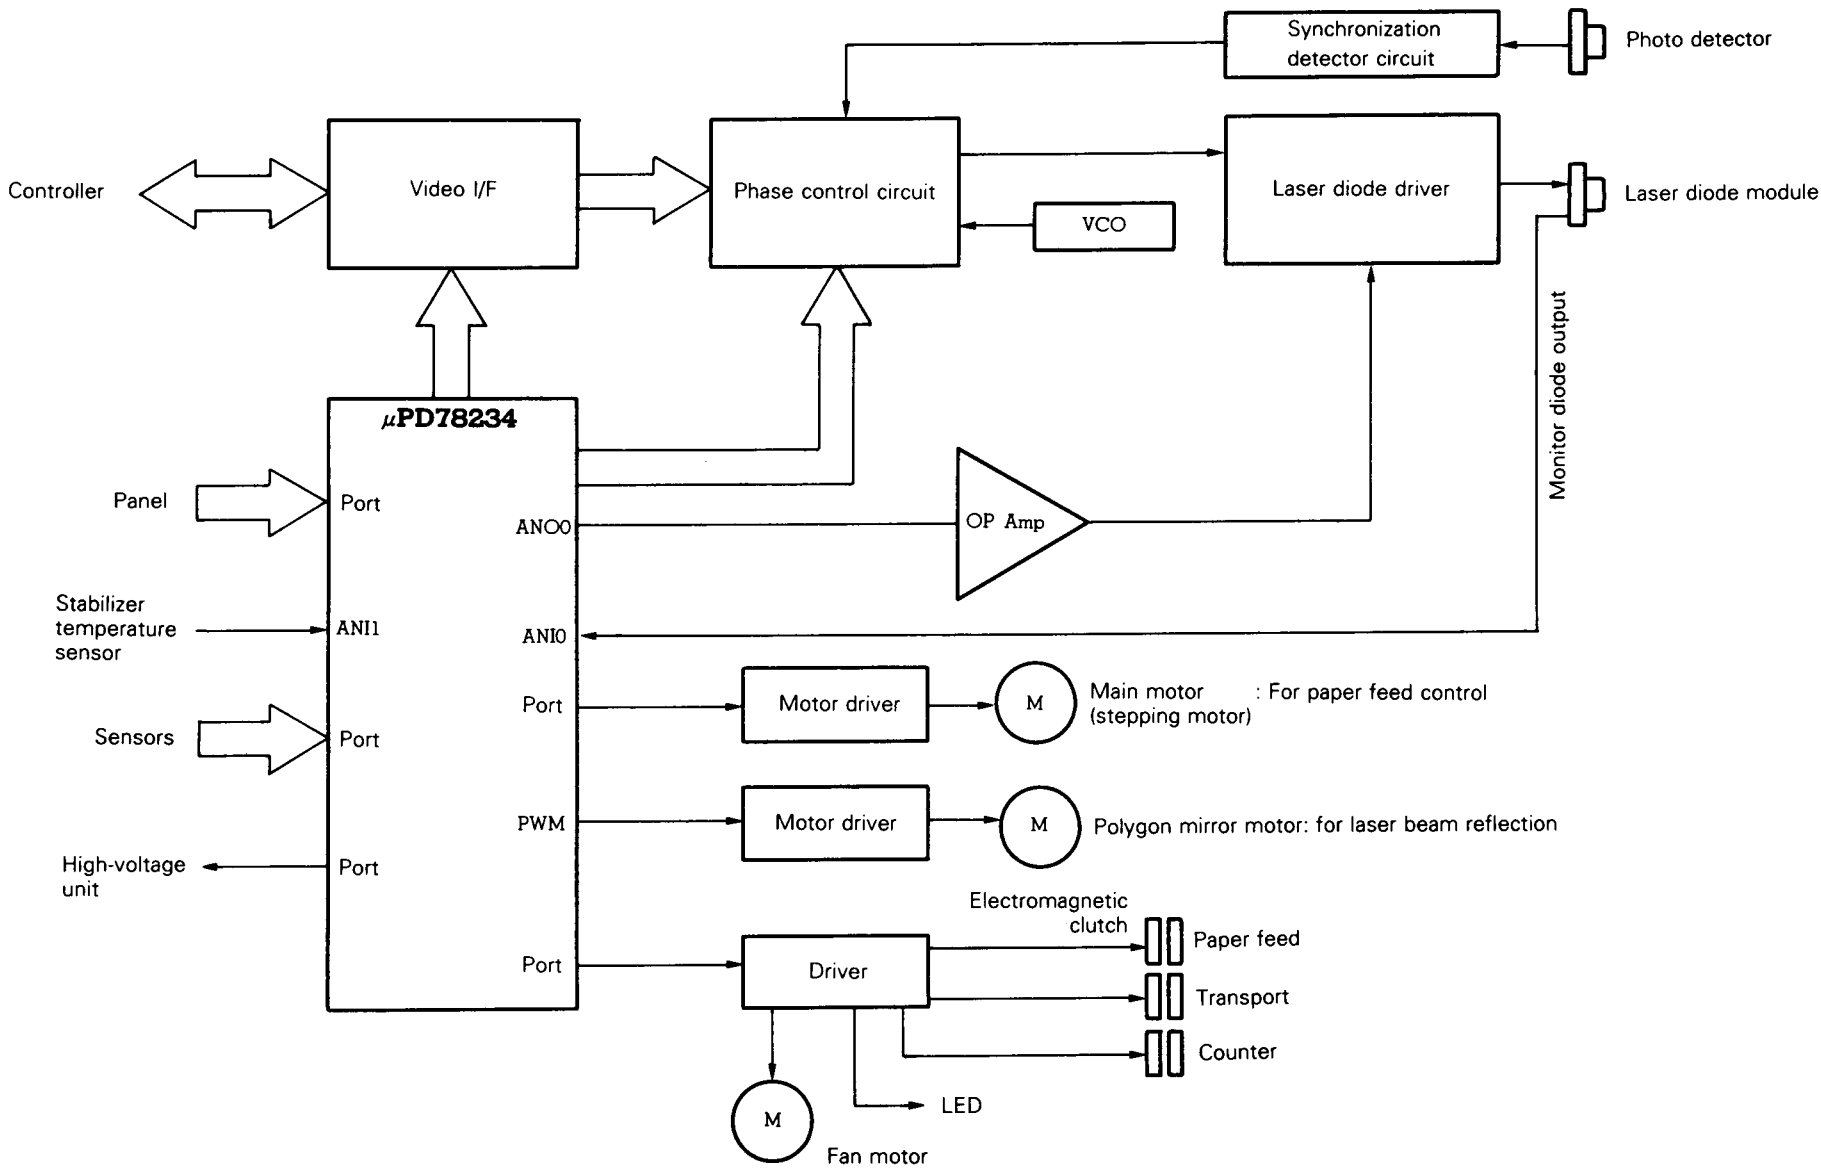 Synchronization
detector circuit
Photo detector
Controller
Video I/F
Phase control circuit
VCO
Laser diode driver
Laser diode module
Monitor diode output
μPD78234
Panel
Port
ANO0
OP Amp
Stabilizer
temperature
sensor
ANI1
ANI0
Port
Motor driver
M
Main motor : For paper feed control
(stepping motor)
Sensors
Port
PWM
Motor driver
M
Polygon mirror motor: for laser beam reflection
High-voltage
unit
Port
Electromagnetic
clutch
Paper feed
Port
Driver
Transport
Counter
LED
M
Fan motor